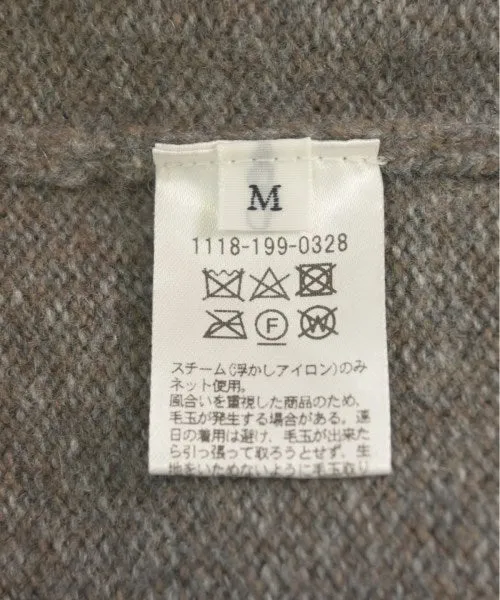 M
1118-199-0328
F
W
スチーム(浮かしアイロン)のみ
ネット使用。
風合いを重視した商品のため、
毛玉が発生する場合がある。連
日の着用は避け、毛玉が出来た
ら引っ張って取ろうとせず、生
地をいためないように毛玉取り